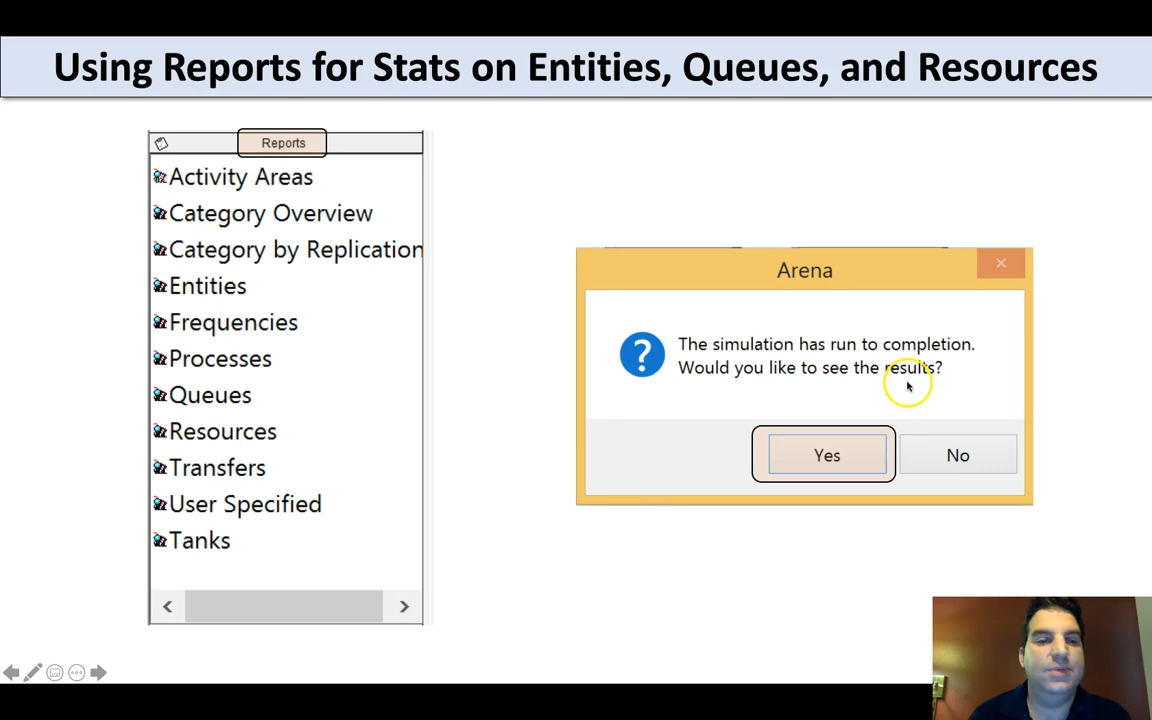 Using Reports for Stats on Entities, Queues, and Resources
Reports
Activity Areas
Category Overview
Category by Replication
Entities
Frequencies
Processes
Queues
Resources
Transfers
User Specified
Tanks
Arena
The simulation has run to completion.
Would you like to see the results?
Yes
No